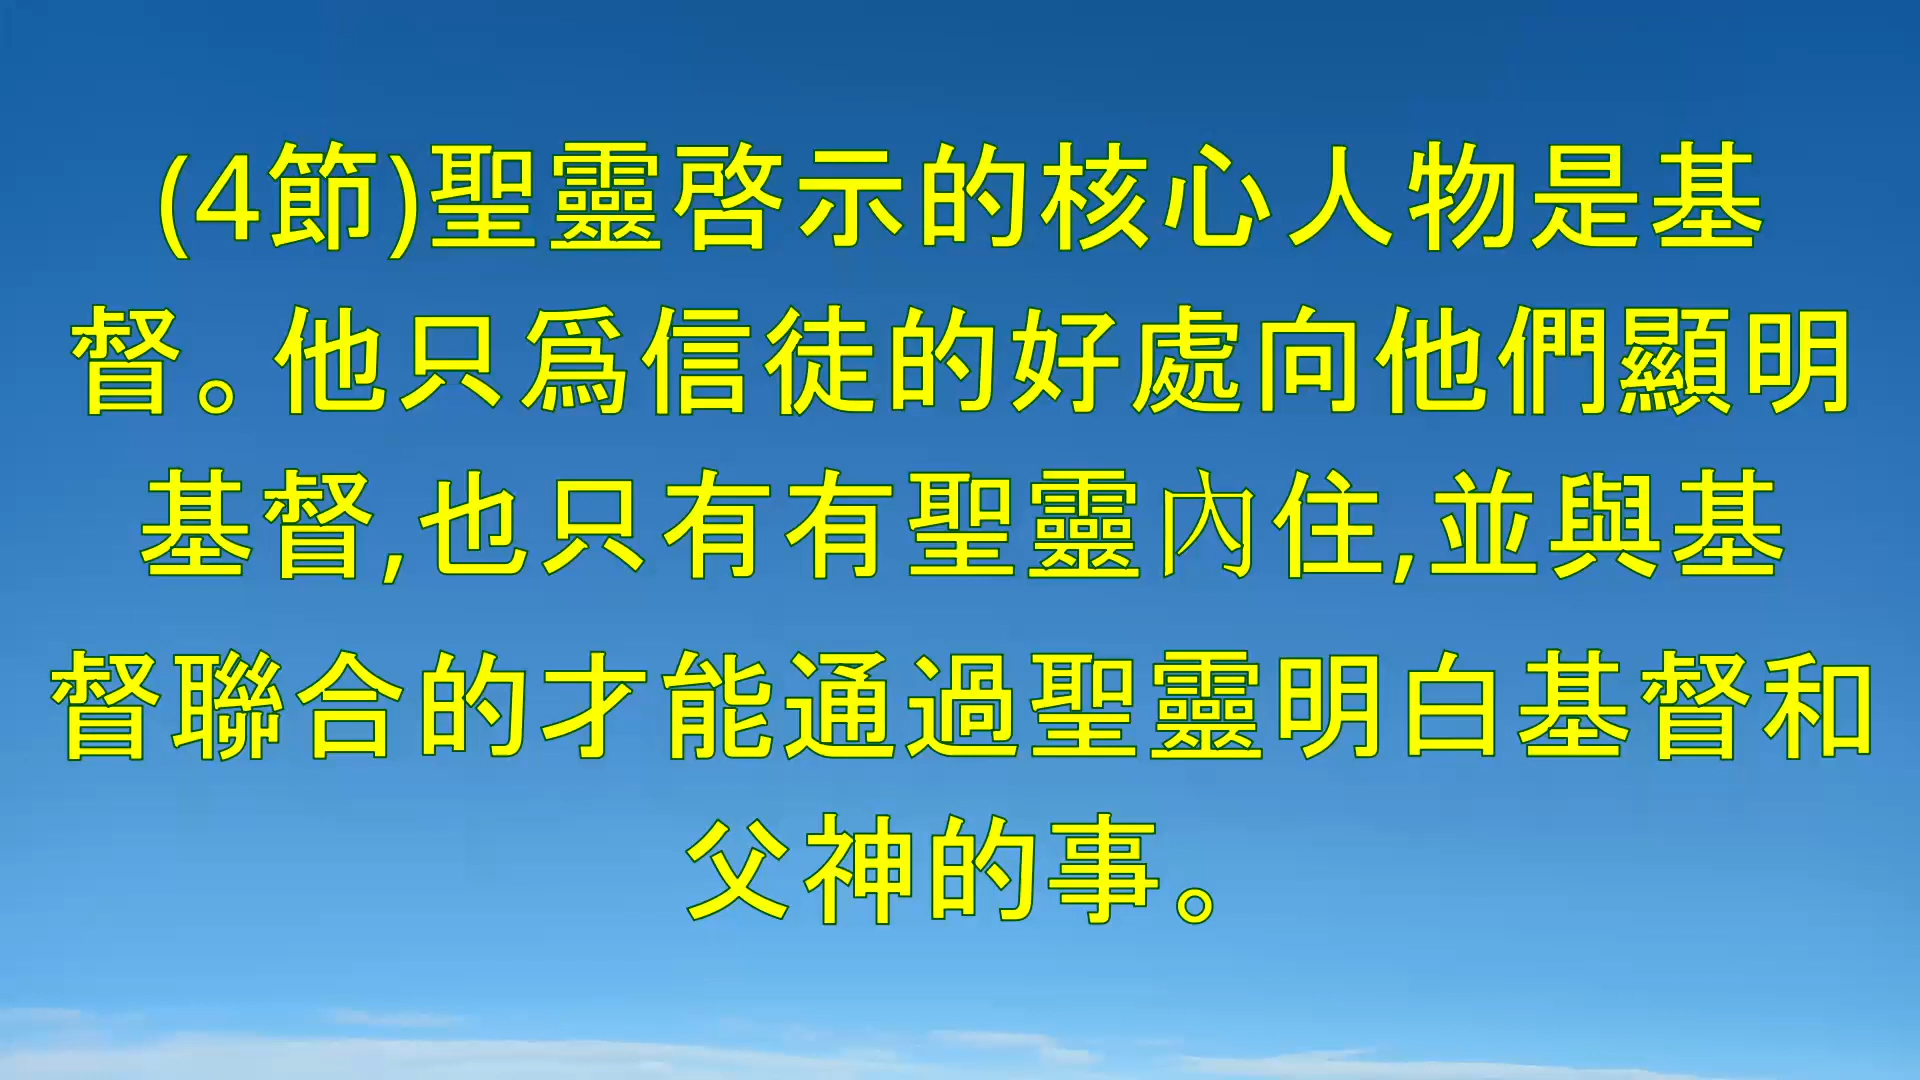 (4節)聖靈啓示的核心人物是基
督。他只爲信徒的好處向他們顯明
基督,也只有有聖靈內住,並與基
督聯合的才能通過聖靈明白基督和
父神的事。